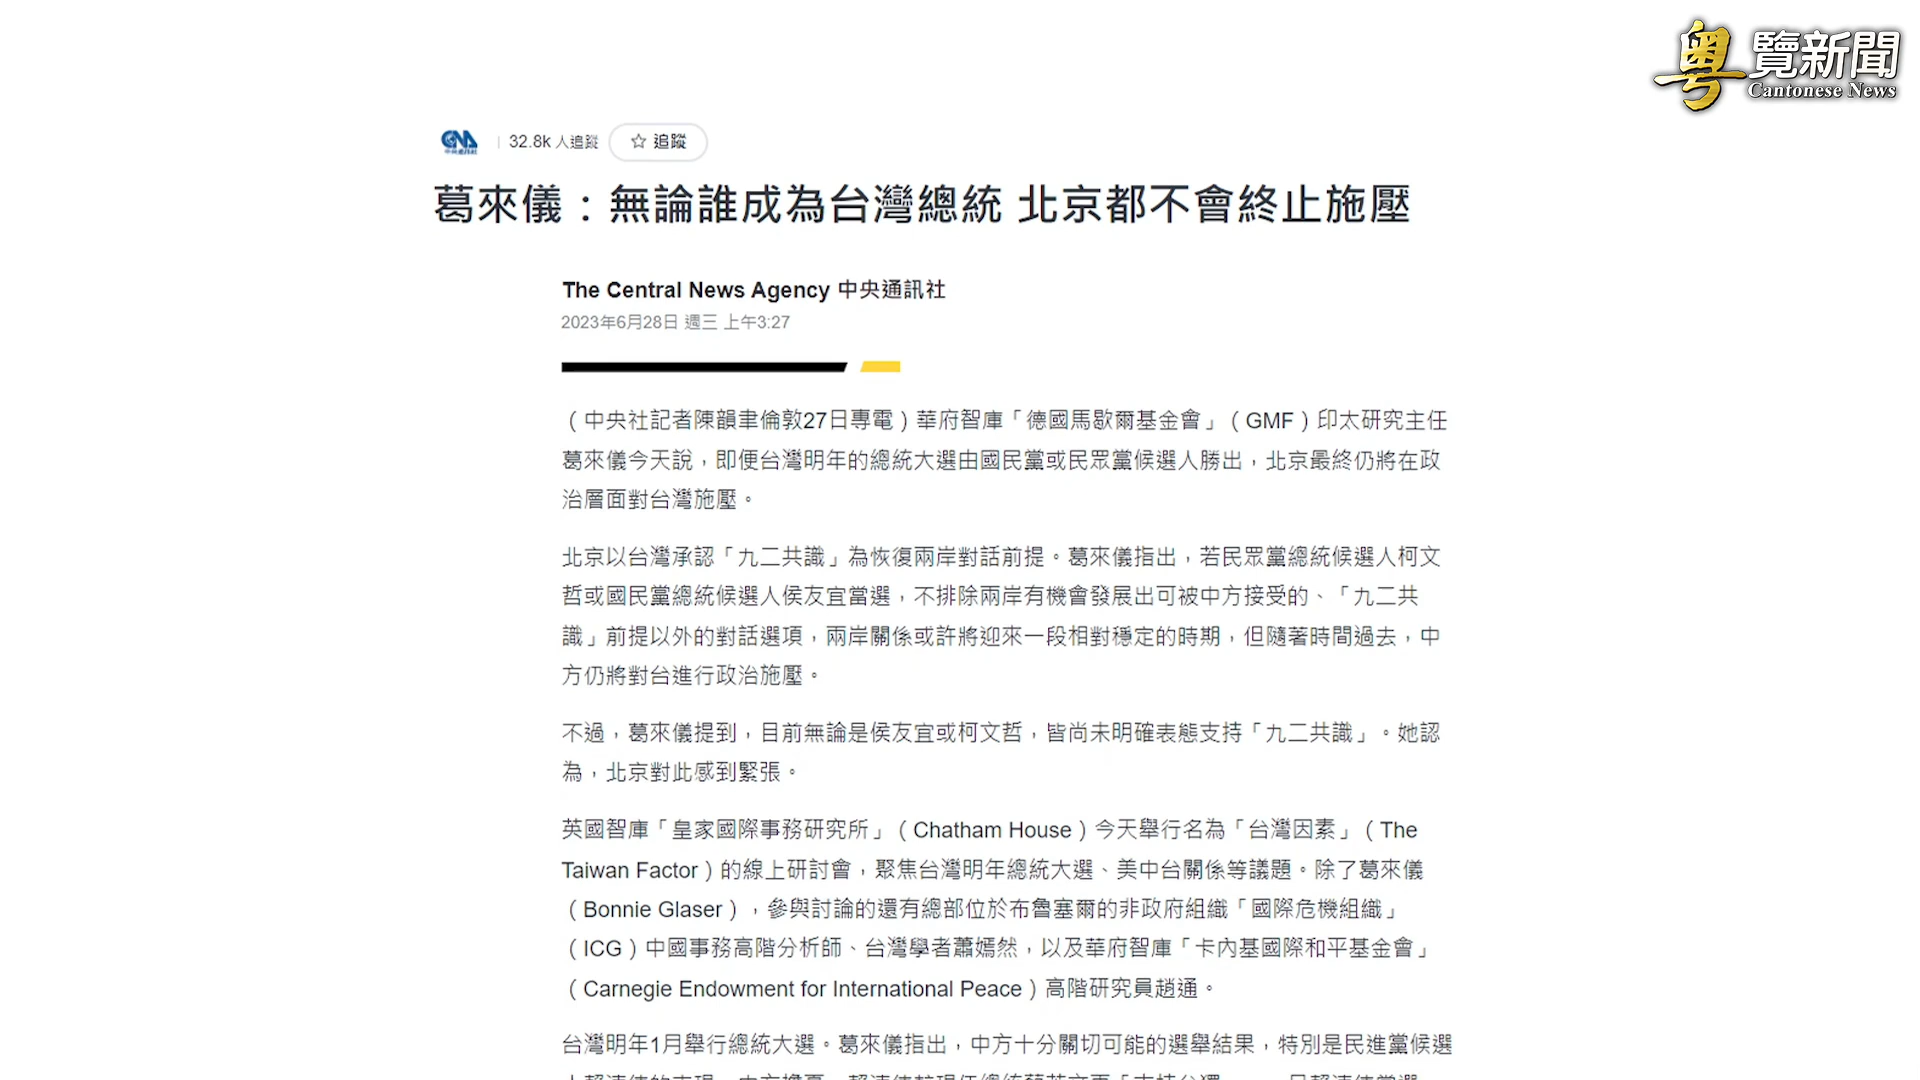 粵覽新聞
Cantonese News
CNA 32.8k 人追蹤 ☆ 追蹤
葛來儀：無論誰成為台灣總統 北京都不會終止施壓
The Central News Agency 中央通訊社
2023年6月28日 週三 上午3:27
（中央社記者陳韻聿倫敦27日專電）華府智庫「德國馬歇爾基金會」（GMF）印太研究主任
葛來儀今天說，即便台灣明年的總統大選由國民黨或民眾黨候選人勝出，北京最終仍將在政
治層面對台灣施壓。
北京以台灣承認「九二共識」為恢復兩岸對話前提。葛來儀指出，若民眾黨總統候選人柯文
哲或國民黨總統候選人侯友宜當選，不排除兩岸有機會發展出可被中方接受的、「九二共
識」前提以外的對話選項，兩岸關係或許將迎來一段相對穩定的時期，但隨著時間過去，中
方仍將對台進行政治施壓。
不過，葛來儀提到，目前無論是侯友宜或柯文哲，皆尚未明確表態支持「九二共識」。她認
為，北京對此感到緊張。
英國智庫「皇家國際事務研究所」（Chatham House）今天舉行名為「台灣因素」（The
Taiwan Factor）的線上研討會，聚焦台灣明年總統大選、美中台關係等議題。除了葛來儀
（Bonnie Glaser），參與討論的還有總部位於布魯塞爾的非政府組織「國際危機組織」
（ICG）中國事務高階分析師、台灣學者蕭嫣然，以及華府智庫「卡內基國際和平基金會」
（Carnegie Endowment for International Peace）高階研究員趙通。
台灣明年1月舉行總統大選。葛來儀指出，中方十分關切可能的選舉結果，特別是民進黨候選